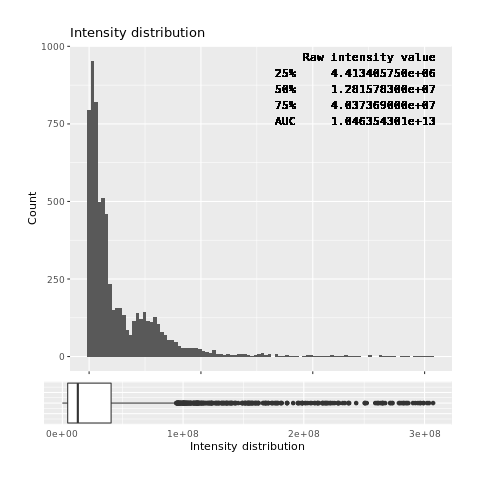 Intensity distribution
Raw intensity value
25% 4.413405750e+06
50% 1.281578300e+07
75% 4.037369000e+07
AUC 1.046354301e+13
1000
750
500
250
0
Count
0e+00 1e+08 2e+08 3e+08
Intensity distribution